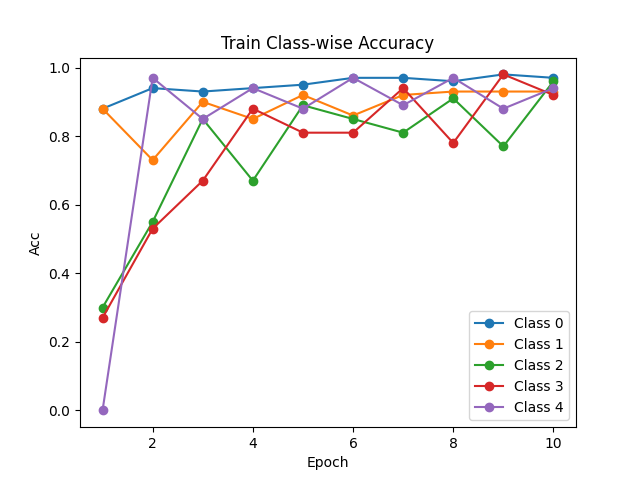 Train Class-wise Accuracy
1.0
0.8
0.6
0.4
0.2
0.0
Acc
2 4 6 8 10
Epoch
Class 0
Class 1
Class 2
Class 3
Class 4